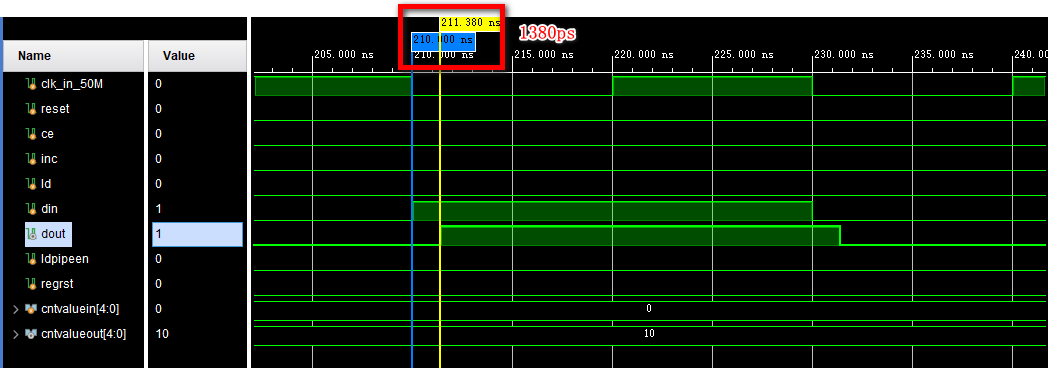 211.380 ns
1380ps
210.000 ns
Name Value
205.000 ns 210.000 ns 215.000 ns 220.000 ns 225.000 ns 230.000 ns 235.000 ns 240.0
clk_in_50M 0
reset 0
ce 0
inc 0
ld 0
din 1
dout 1
ldpipeen 0
regrst 0
cntvaluein[4:0] 0 0
cntvalueout[4:0] 10 10